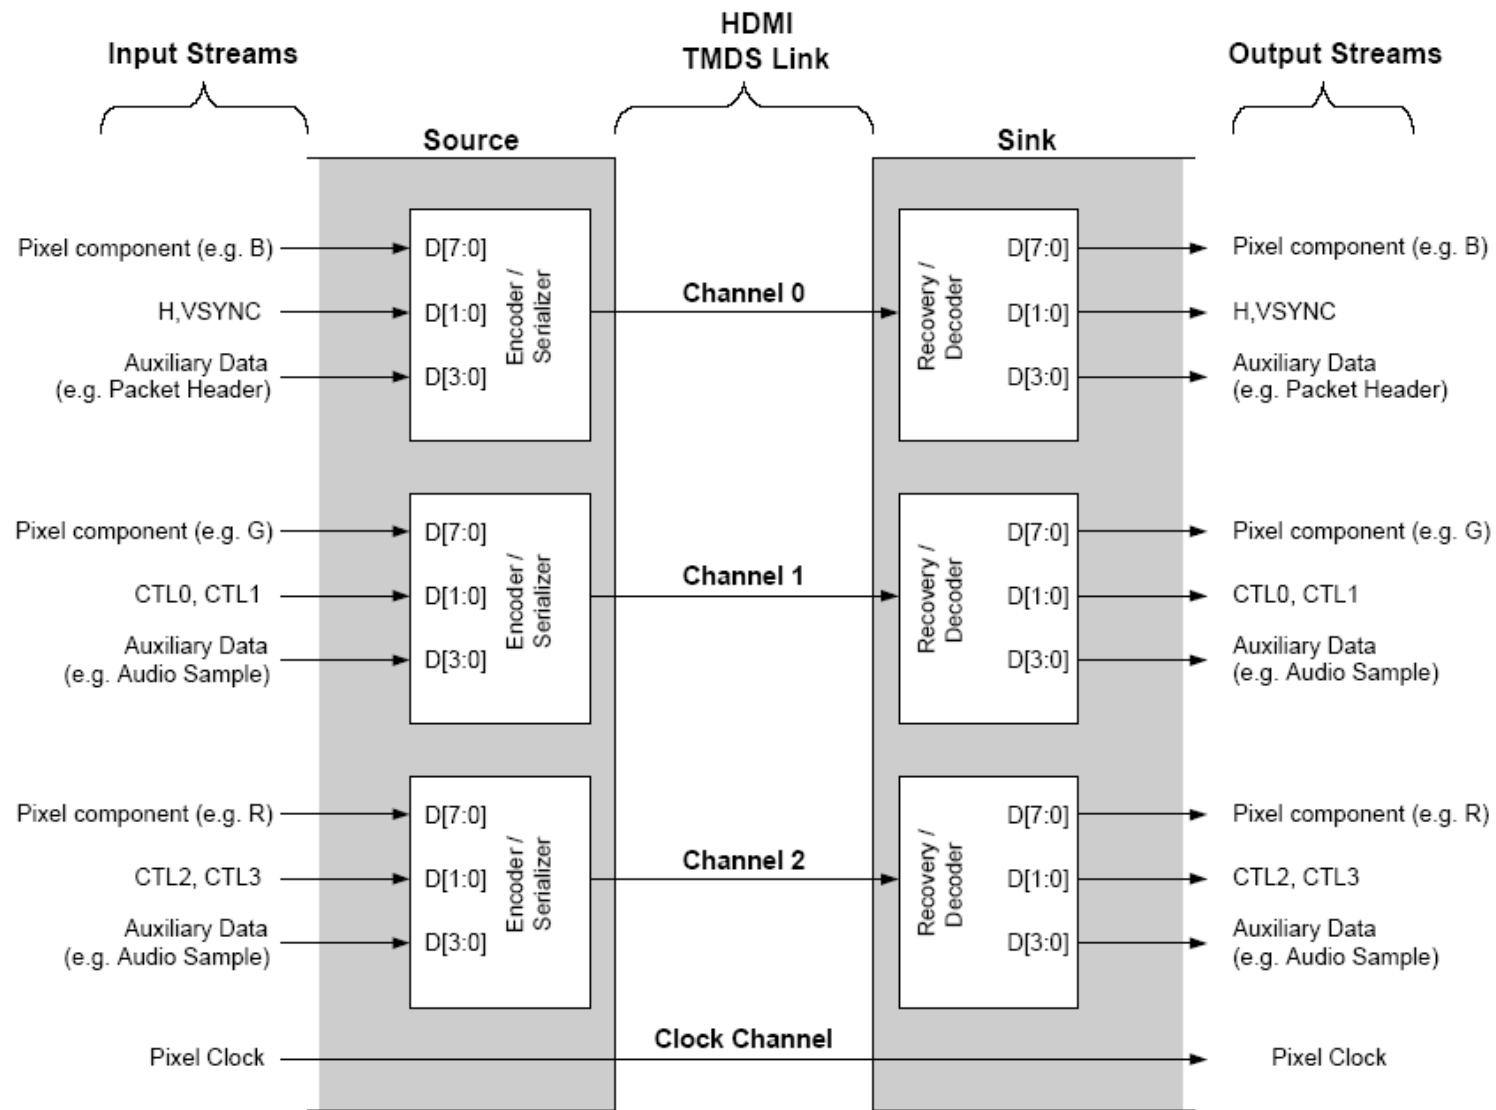 HDMI
TMDS Link
Input Streams
Output Streams
Source
Sink
Pixel component (e.g. B)
D[7:0]
H,VSYNC
D[1:0]
Auxiliary Data
(e.g. Packet Header)
D[3:0]
Encoder /
Serializer
Channel 0
Recovery /
Decoder
D[7:0]
Pixel component (e.g. B)
D[1:0]
H,VSYNC
D[3:0]
Auxiliary Data
(e.g. Packet Header)
Pixel component (e.g. G)
D[7:0]
CTL0, CTL1
D[1:0]
Auxiliary Data
(e.g. Audio Sample)
D[3:0]
Encoder /
Serializer
Channel 1
Recovery /
Decoder
D[7:0]
Pixel component (e.g. G)
D[1:0]
CTL0, CTL1
D[3:0]
Auxiliary Data
(e.g. Audio Sample)
Pixel component (e.g. R)
D[7:0]
CTL2, CTL3
D[1:0]
Auxiliary Data
(e.g. Audio Sample)
D[3:0]
Encoder /
Serializer
Channel 2
Recovery /
Decoder
D[7:0]
Pixel component (e.g. R)
D[1:0]
CTL2, CTL3
D[3:0]
Auxiliary Data
(e.g. Audio Sample)
Pixel Clock
Clock Channel
Pixel Clock